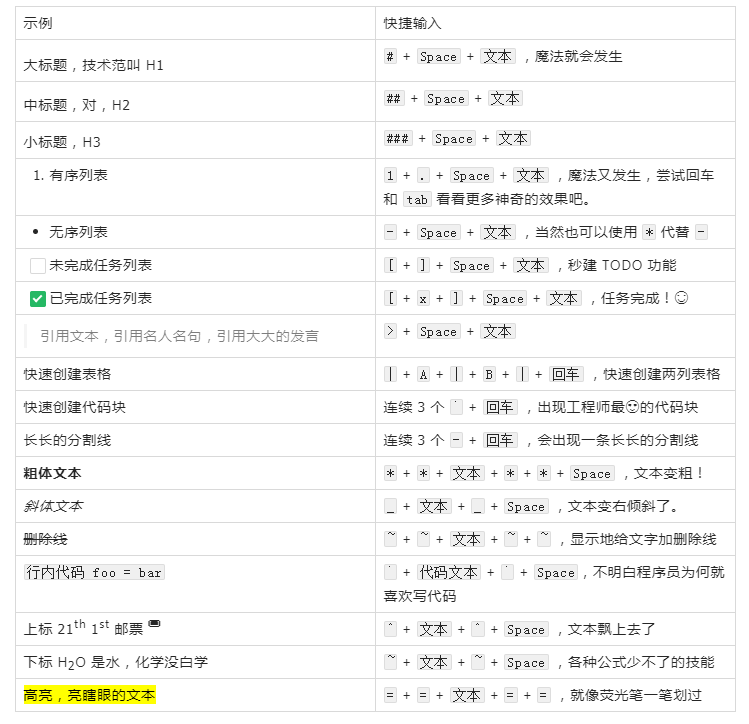 示例 快捷输入
大标题，技术范叫 H1 # + Space + 文本 ，魔法就会发生
中标题，对，H2 ## + Space + 文本
小标题，H3 ### + Space + 文本
1. 有序列表 1 + . + Space + 文本 ，魔法又发生，尝试回车
和 tab 看看更多神奇的效果吧。
• 无序列表 - + Space + 文本 ，当然也可以使用 * 代替 -
未完成任务列表 [ + ] + Space + 文本 ，秒建 TODO 功能
已完成任务列表 [ + x + ] + Space + 文本 ，任务完成！
引用文本，引用名人名句，引用大大的发言 > + Space + 文本
快速创建表格 | + A + | + B + | + 回车 ，快速创建两列表格
快速创建代码块 连续 3 个 ` + 回车 ，出现工程师最😍的代码块
长长的分割线 连续 3 个 - + 回车 ，会出现一条长长的分割线
粗体文本 * + * + 文本 + * + * + Space ，文本变粗！
斜体文本 _ + 文本 + _ + Space ，文本变右倾斜了。
删除线 ~ + ~ + 文本 + ~ + ~ ，显示地给文字加删除线
行内代码 foo = bar ` + 代码文本 + ` + Space ，不明白程序员为何就
喜欢写代码
上标 21th 1st 邮票 ^ + 文本 + ^ + Space ，文本飘上去了
下标 H2O 是水，化学没白学 ~ + 文本 + ~ + Space ，各种公式少不了的技能
高亮，亮瞎眼的文本 = + = + 文本 + = + = ，就像荧光笔一笔划过